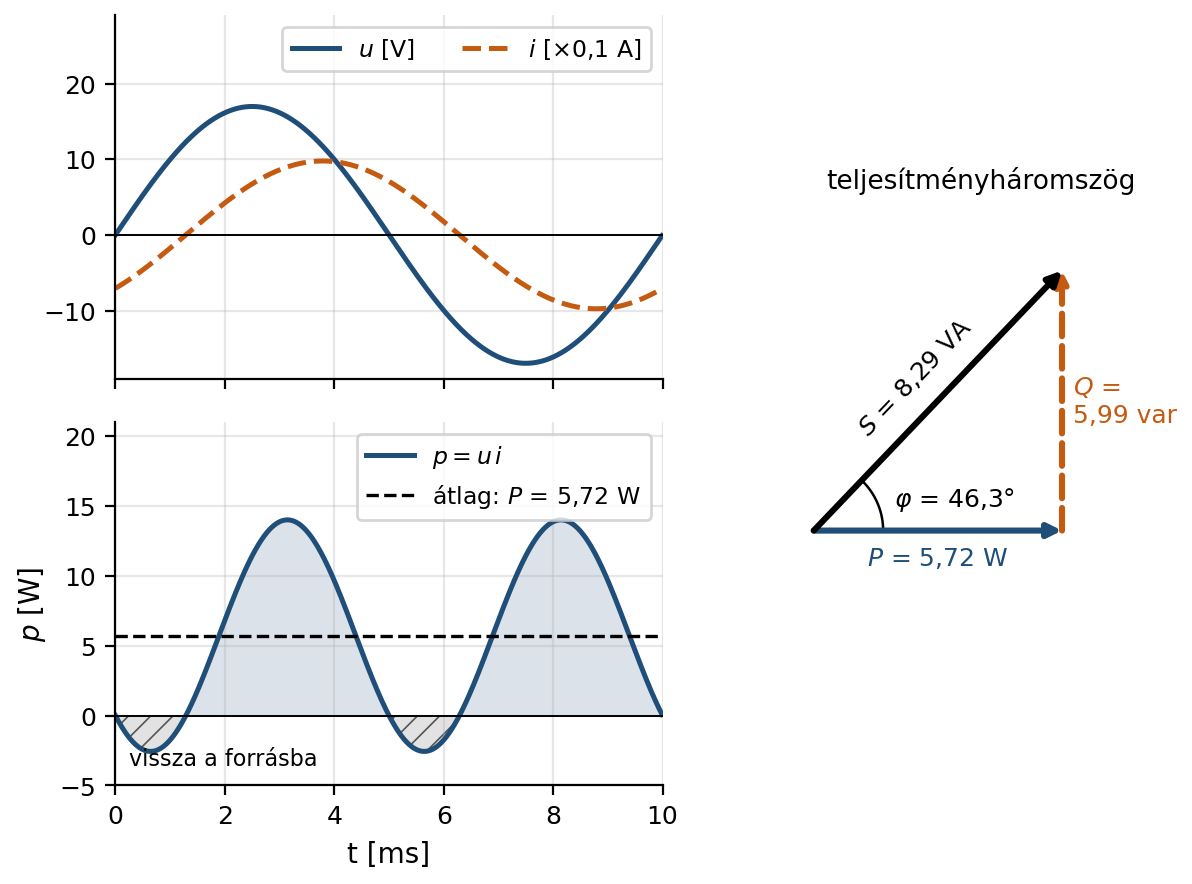 u [V]
i [×0,1 A]
20
10
0
−10
p = u i
átlag: P = 5,72 W
20
15
10
5
0
−5
p [W]
vissza a forrásba
0 2 4 6 8 10
t [ms]
teljesítményháromszög
S = 8,29 VA
Q =
5,99 var
φ = 46,3°
P = 5,72 W